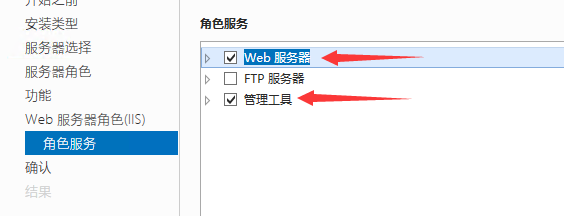 开始之前
安装类型
服务器选择
服务器角色
功能
Web 服务器角色(IIS)
角色服务
确认
结果
角色服务
Web 服务器
FTP 服务器
管理工具